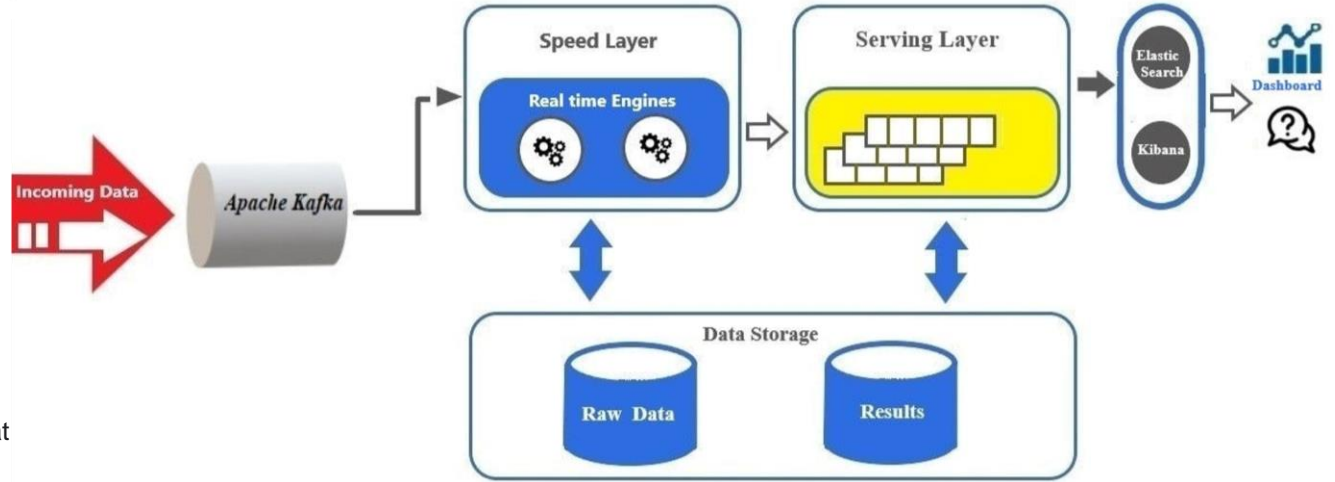 Speed Layer
Serving Layer
Elastic
Search
Dashboard
Real time Engines
Kibana
Incoming Data
Apache Kafka
Data Storage
Raw Data
Results